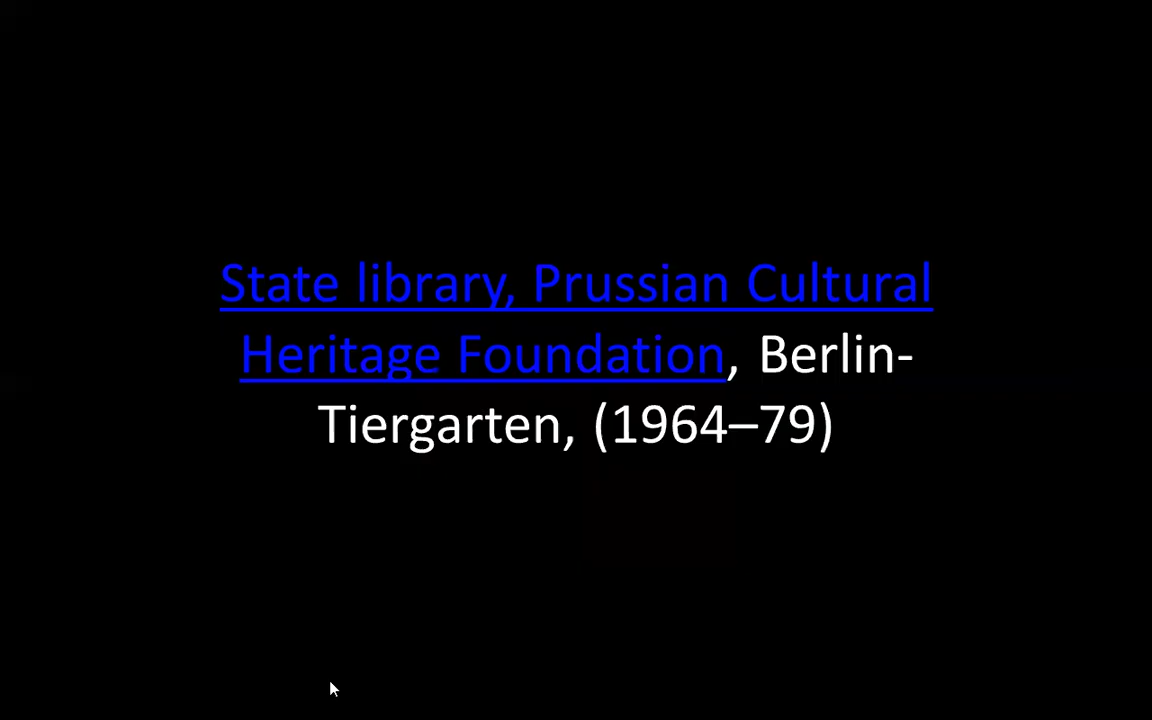 State library, Prussian Cultural
Heritage Foundation, Berlin-
Tiergarten, (1964–79)